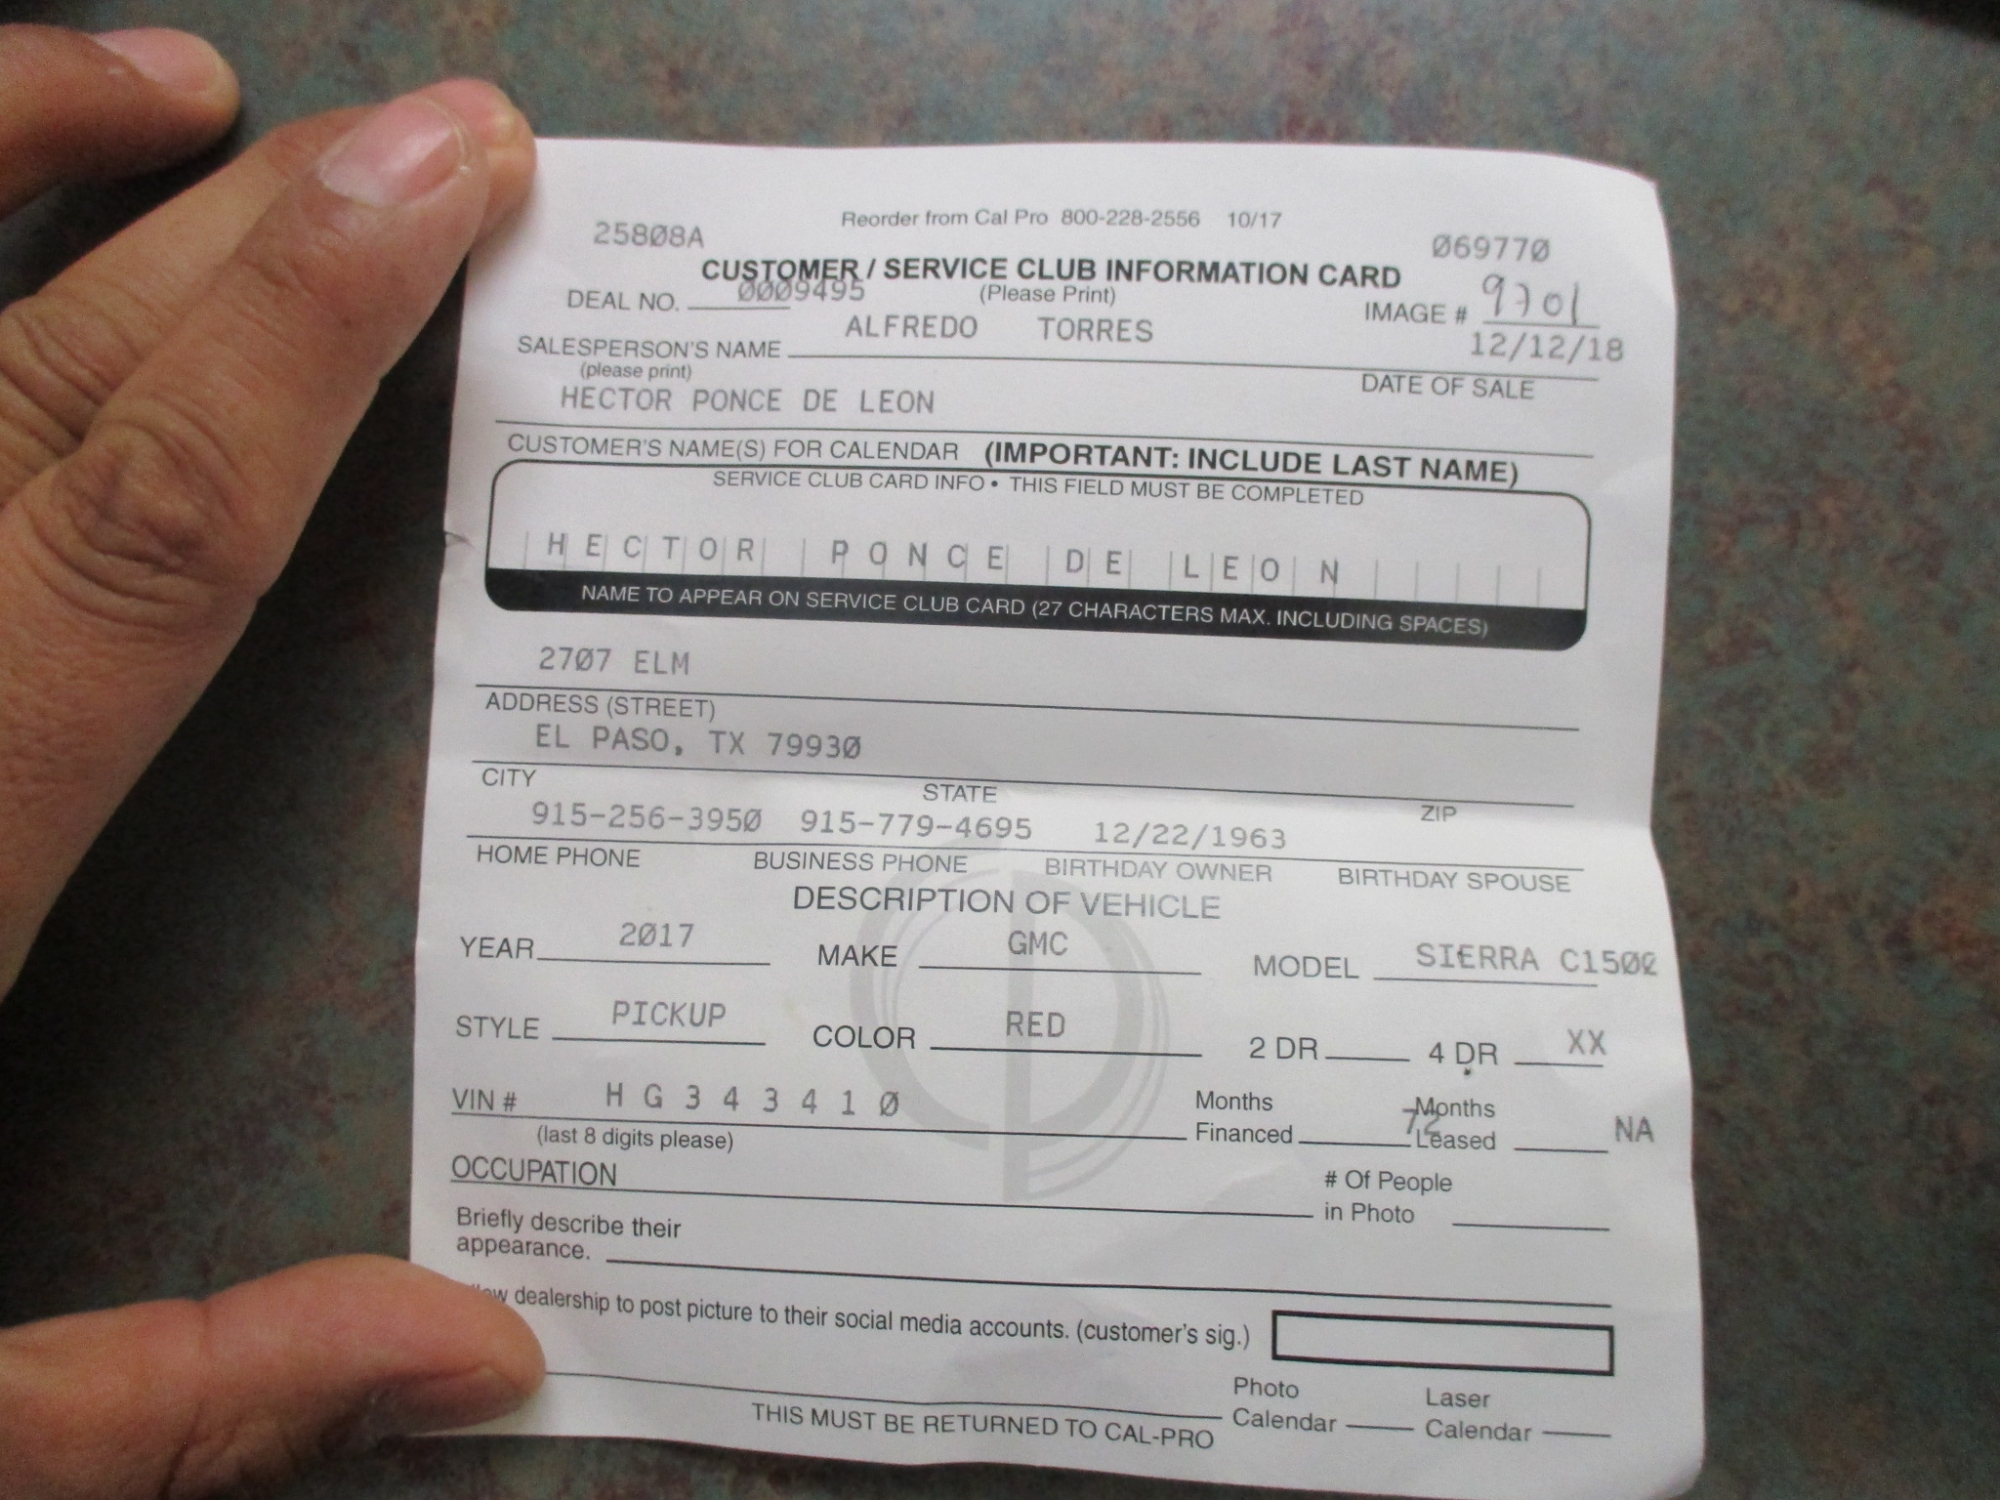 Reorder from Cal Pro 800-228-2556 10/17
25808A 069770
CUSTOMER / SERVICE CLUB INFORMATION CARD
DEAL NO. 0009495 (Please Print) IMAGE # 9701
SALESPERSON'S NAME ALFREDO TORRES 12/12/18
(please print) DATE OF SALE
HECTOR PONCE DE LEON
CUSTOMER'S NAME(S) FOR CALENDAR (IMPORTANT: INCLUDE LAST NAME)
SERVICE CLUB CARD INFO • THIS FIELD MUST BE COMPLETED
HECTOR PONCE DE LEON
NAME TO APPEAR ON SERVICE CLUB CARD (27 CHARACTERS MAX. INCLUDING SPACES)
2707 ELM
ADDRESS (STREET)
EL PASO, TX 79930
CITY STATE ZIP
915-256-3950 915-779-4695 12/22/1963
HOME PHONE BUSINESS PHONE BIRTHDAY OWNER BIRTHDAY SPOUSE
DESCRIPTION OF VEHICLE
YEAR 2017 MAKE GMC MODEL SIERRA
STYLE PICKUP COLOR RED 2 DR 4 DR XX
VIN # HG343410 Months Financed 72 Months Leased NA
(last 8 digits please)
OCCUPATION # Of People
in Photo
Briefly describe their
appearance.
dealership to post picture to their social media accounts. (customer's sig.)
Photo Calendar Laser Calendar
THIS MUST BE RETURNED TO CAL-PRO